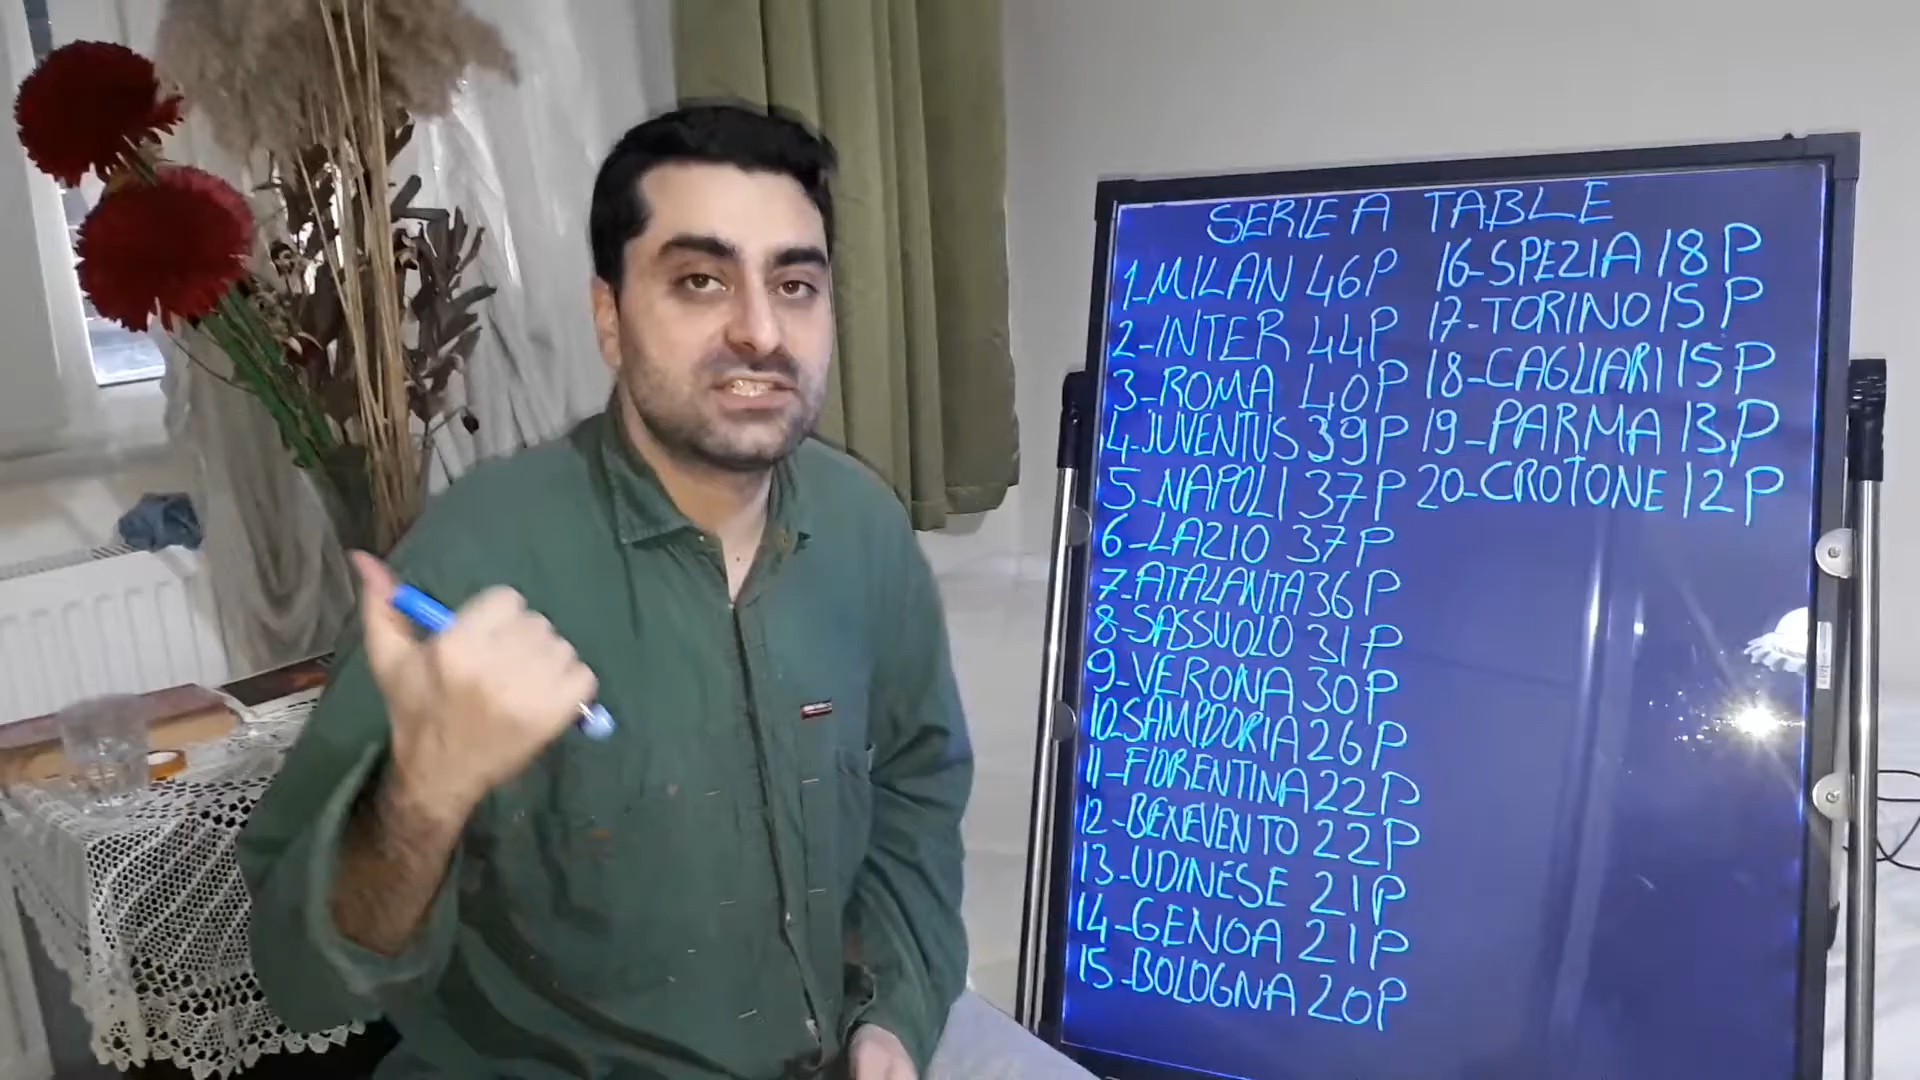 SERIE A TABLE
1-MILAN 46P
2-INTER 44P
3-ROMA 40P
4-JUVENTUS 39P
5-NAPOLI 37P
6-LAZIO 37P
7-ATALANTA 36P
8-SASSUOLO 31P
9-VERONA 30P
10-SAMPDORIA 26P
11-FIORENTINA 22P
12-BENEVENTO 22P
13-UDINESE 21P
14-GENOA 21P
15-BOLOGNA 20P
16-SPEZIA 18P
17-TORINO 15P
18-CAGLIARI 15P
19-PARMA 13P
20-CROTONE 12P